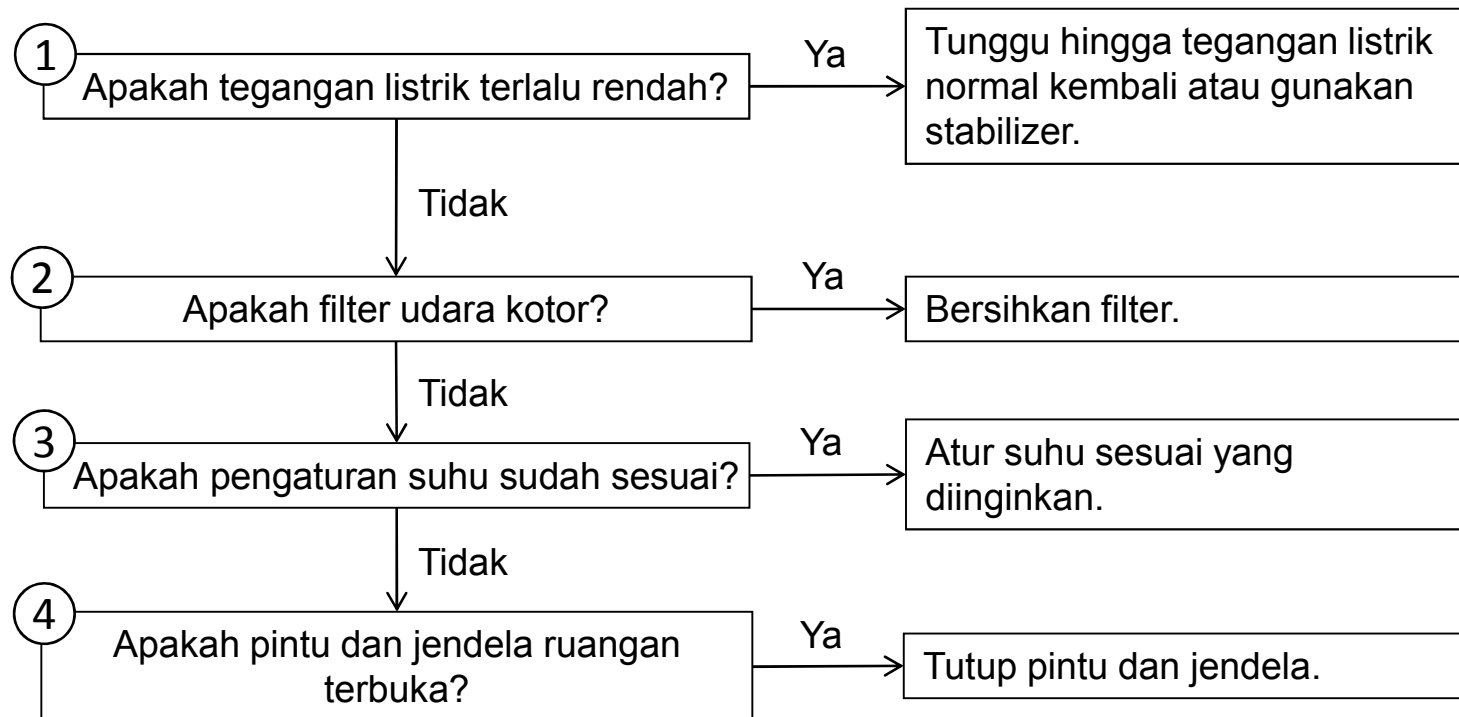 1
Apakah tegangan listrik terlalu rendah?
Ya
Tunggu hingga tegangan listrik
normal kembali atau gunakan
stabilizer.
Tidak
2
Apakah filter udara kotor?
Ya
Bersihkan filter.
Tidak
3
Apakah pengaturan suhu sudah sesuai?
Ya
Atur suhu sesuai yang
diinginkan.
Tidak
4
Apakah pintu dan jendela ruangan
terbuka?
Ya
Tutup pintu dan jendela.